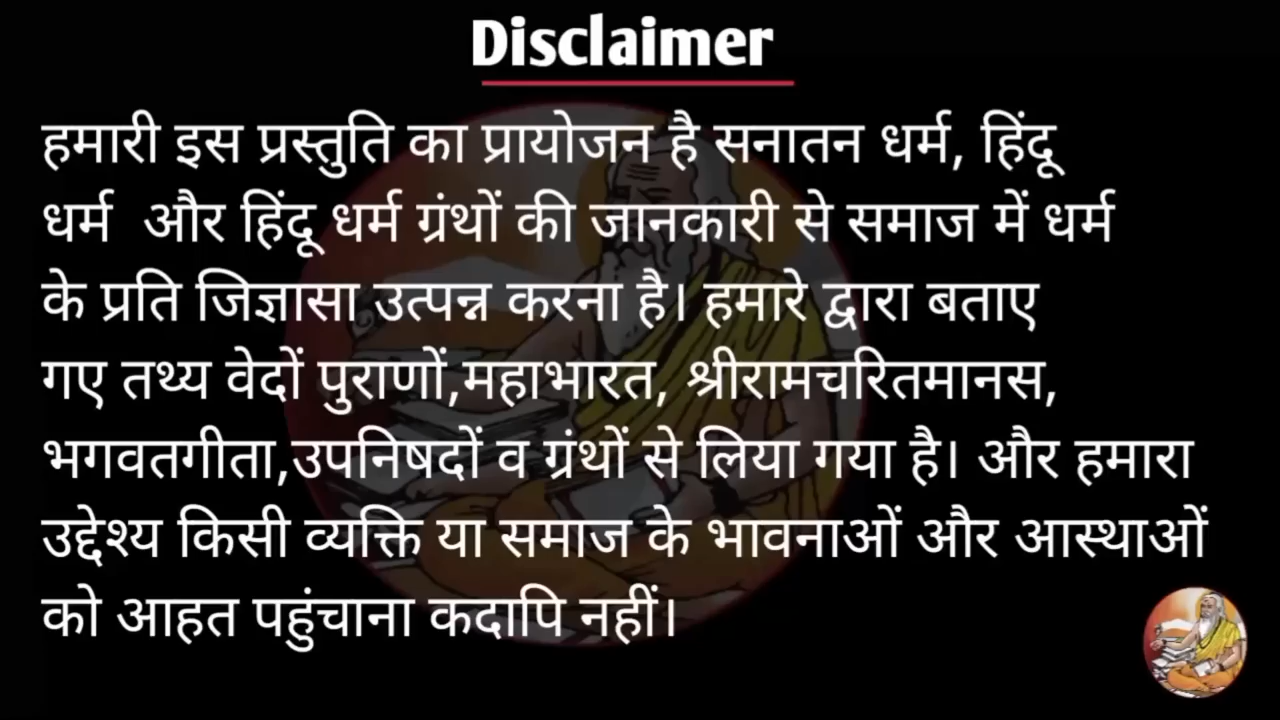 Disclaimer
हमारी इस प्रस्तुति का प्रायोजन है सनातन धर्म, हिंदू
धर्म और हिंदू धर्म ग्रंथों की जानकारी से समाज में धर्म
के प्रति जिज्ञासा उत्पन्न करना है। हमारे द्वारा बताए
गए तथ्य वेदों पुराणों,महाभारत, श्रीरामचरितमानस,
भगवतगीता,उपनिषदों व ग्रंथों से लिया गया है। और हमारा
उद्देश्य किसी व्यक्ति या समाज के भावनाओं और आस्थाओं
को आहत पहुंचाना कदापि नहीं।